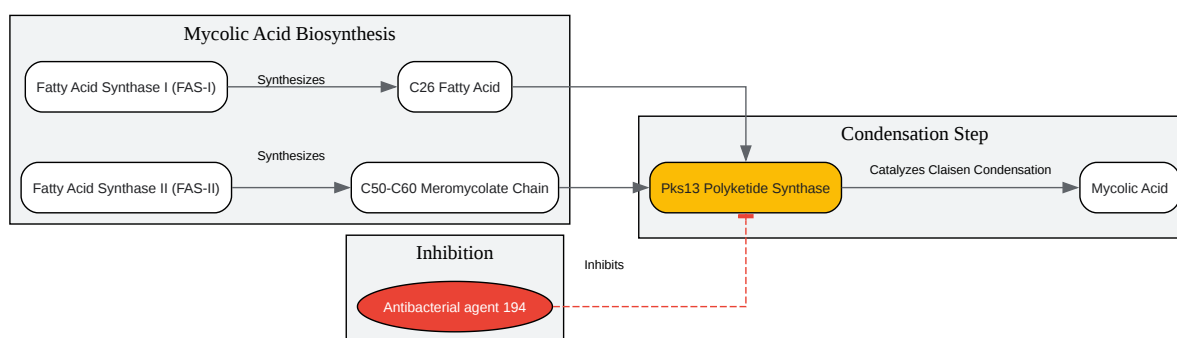 Mycolic Acid Biosynthesis
Fatty Acid Synthase I (FAS-I)
Synthesizes
C26 Fatty Acid
Fatty Acid Synthase II (FAS-II)
Synthesizes
C50-C60 Meromycolate Chain
Condensation Step
Pks13 Polyketide Synthase
Catalyzes Claisen Condensation
Mycolic Acid
Inhibition
Antibacterial agent 194
Inhibits